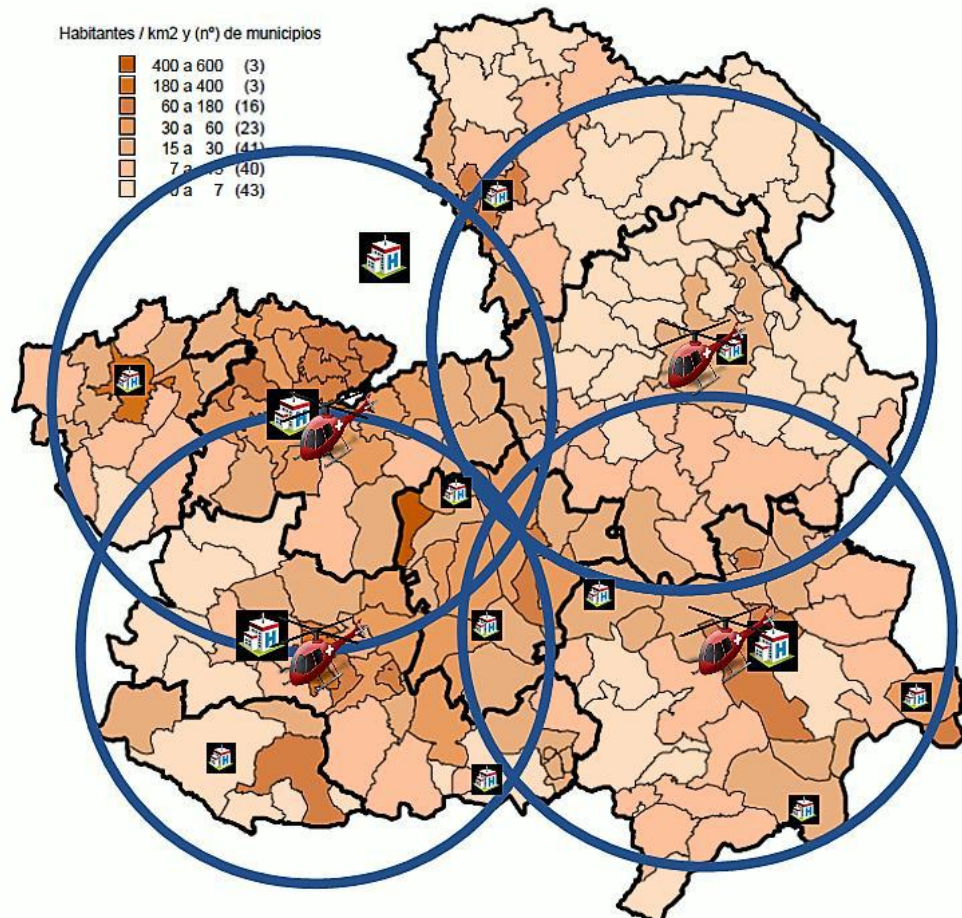 Habitantes / km2 y (nº) de municipios
400 a 600 (3)
180 a 400 (3)
60 a 180 (16)
30 a 60 (23)
15 a 30 (41)
7 a (40)
a 7 (43)
H
H
H
H
H
H
H
H
H
H
H
H
H